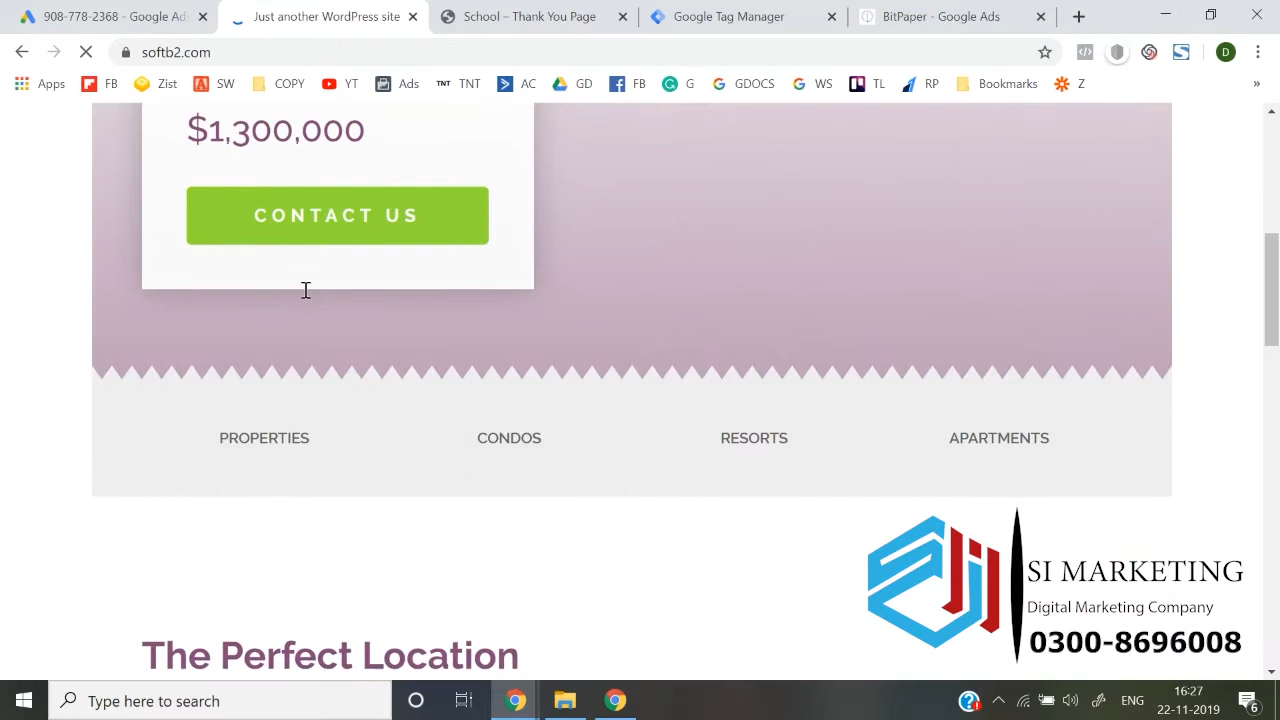 908-778-2368 - Google Ads
Just another WordPress site
School – Thank You Page
Google Tag Manager
BitPaper - Google Ads
softb2.com
D
Apps
FB
Zist
SW
COPY
YT
Ads
TNT TNT
AC
GD
FB
G
GDOCS
WS
TL
RP
Bookmarks
Z
»
$1,300,000
CONTACT US
PROPERTIES
CONDOS
RESORTS
APARTMENTS
SI MARKETING
Digital Marketing Company
0300-8696008
The Perfect Location
Type here to search
ENG
16:27
22-11-2019
6